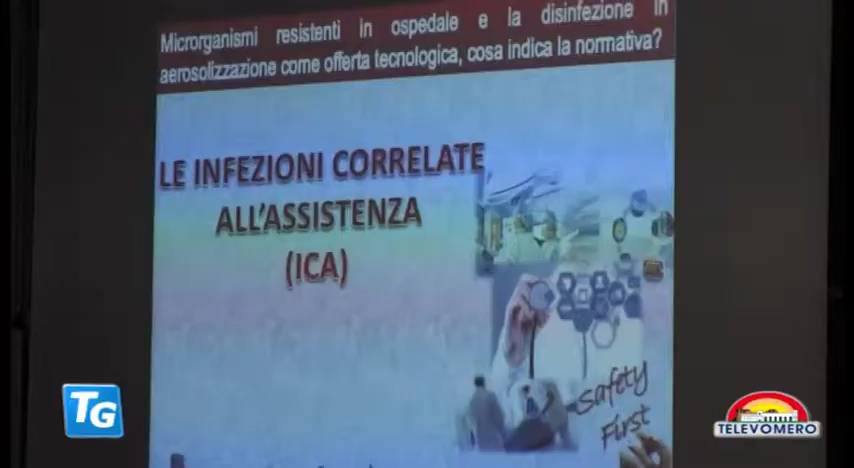 Microrganismi resistenti in ospedale e la disinfezione in
aerosolizzazione come offerta tecnologica, cosa indica la normativa?
LE INFEZIONI CORRELATE
ALL'ASSISTENZA
(ICA)
Safety
First
TG
TELEVOMERO